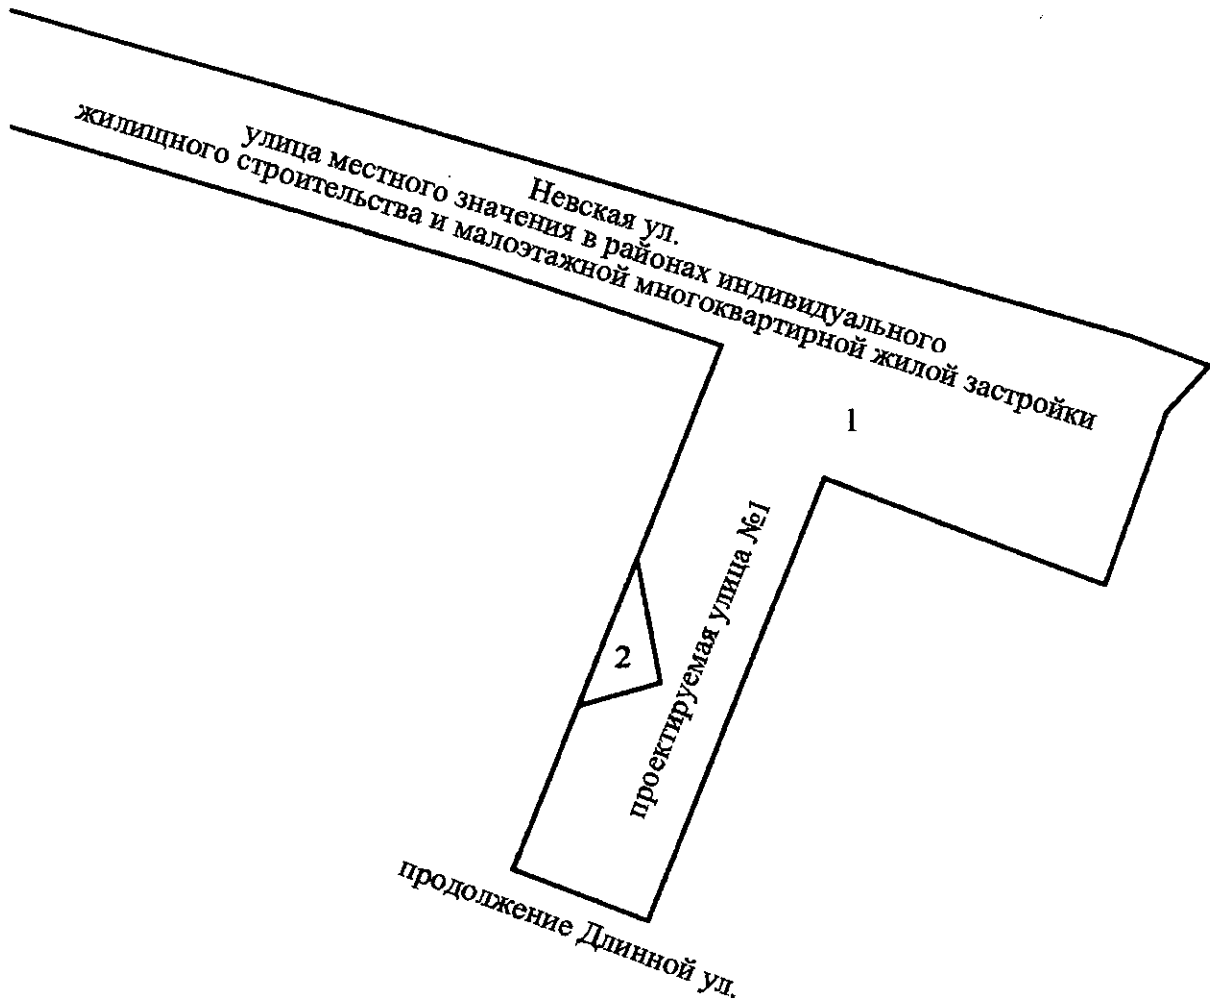 Невская ул.
улица местного значения в районах индивидуального
жилищного строительства и малоэтажной многоквартирной жилой застройки
1
проектируемая улица №1
2
продолжение Длинной ул.